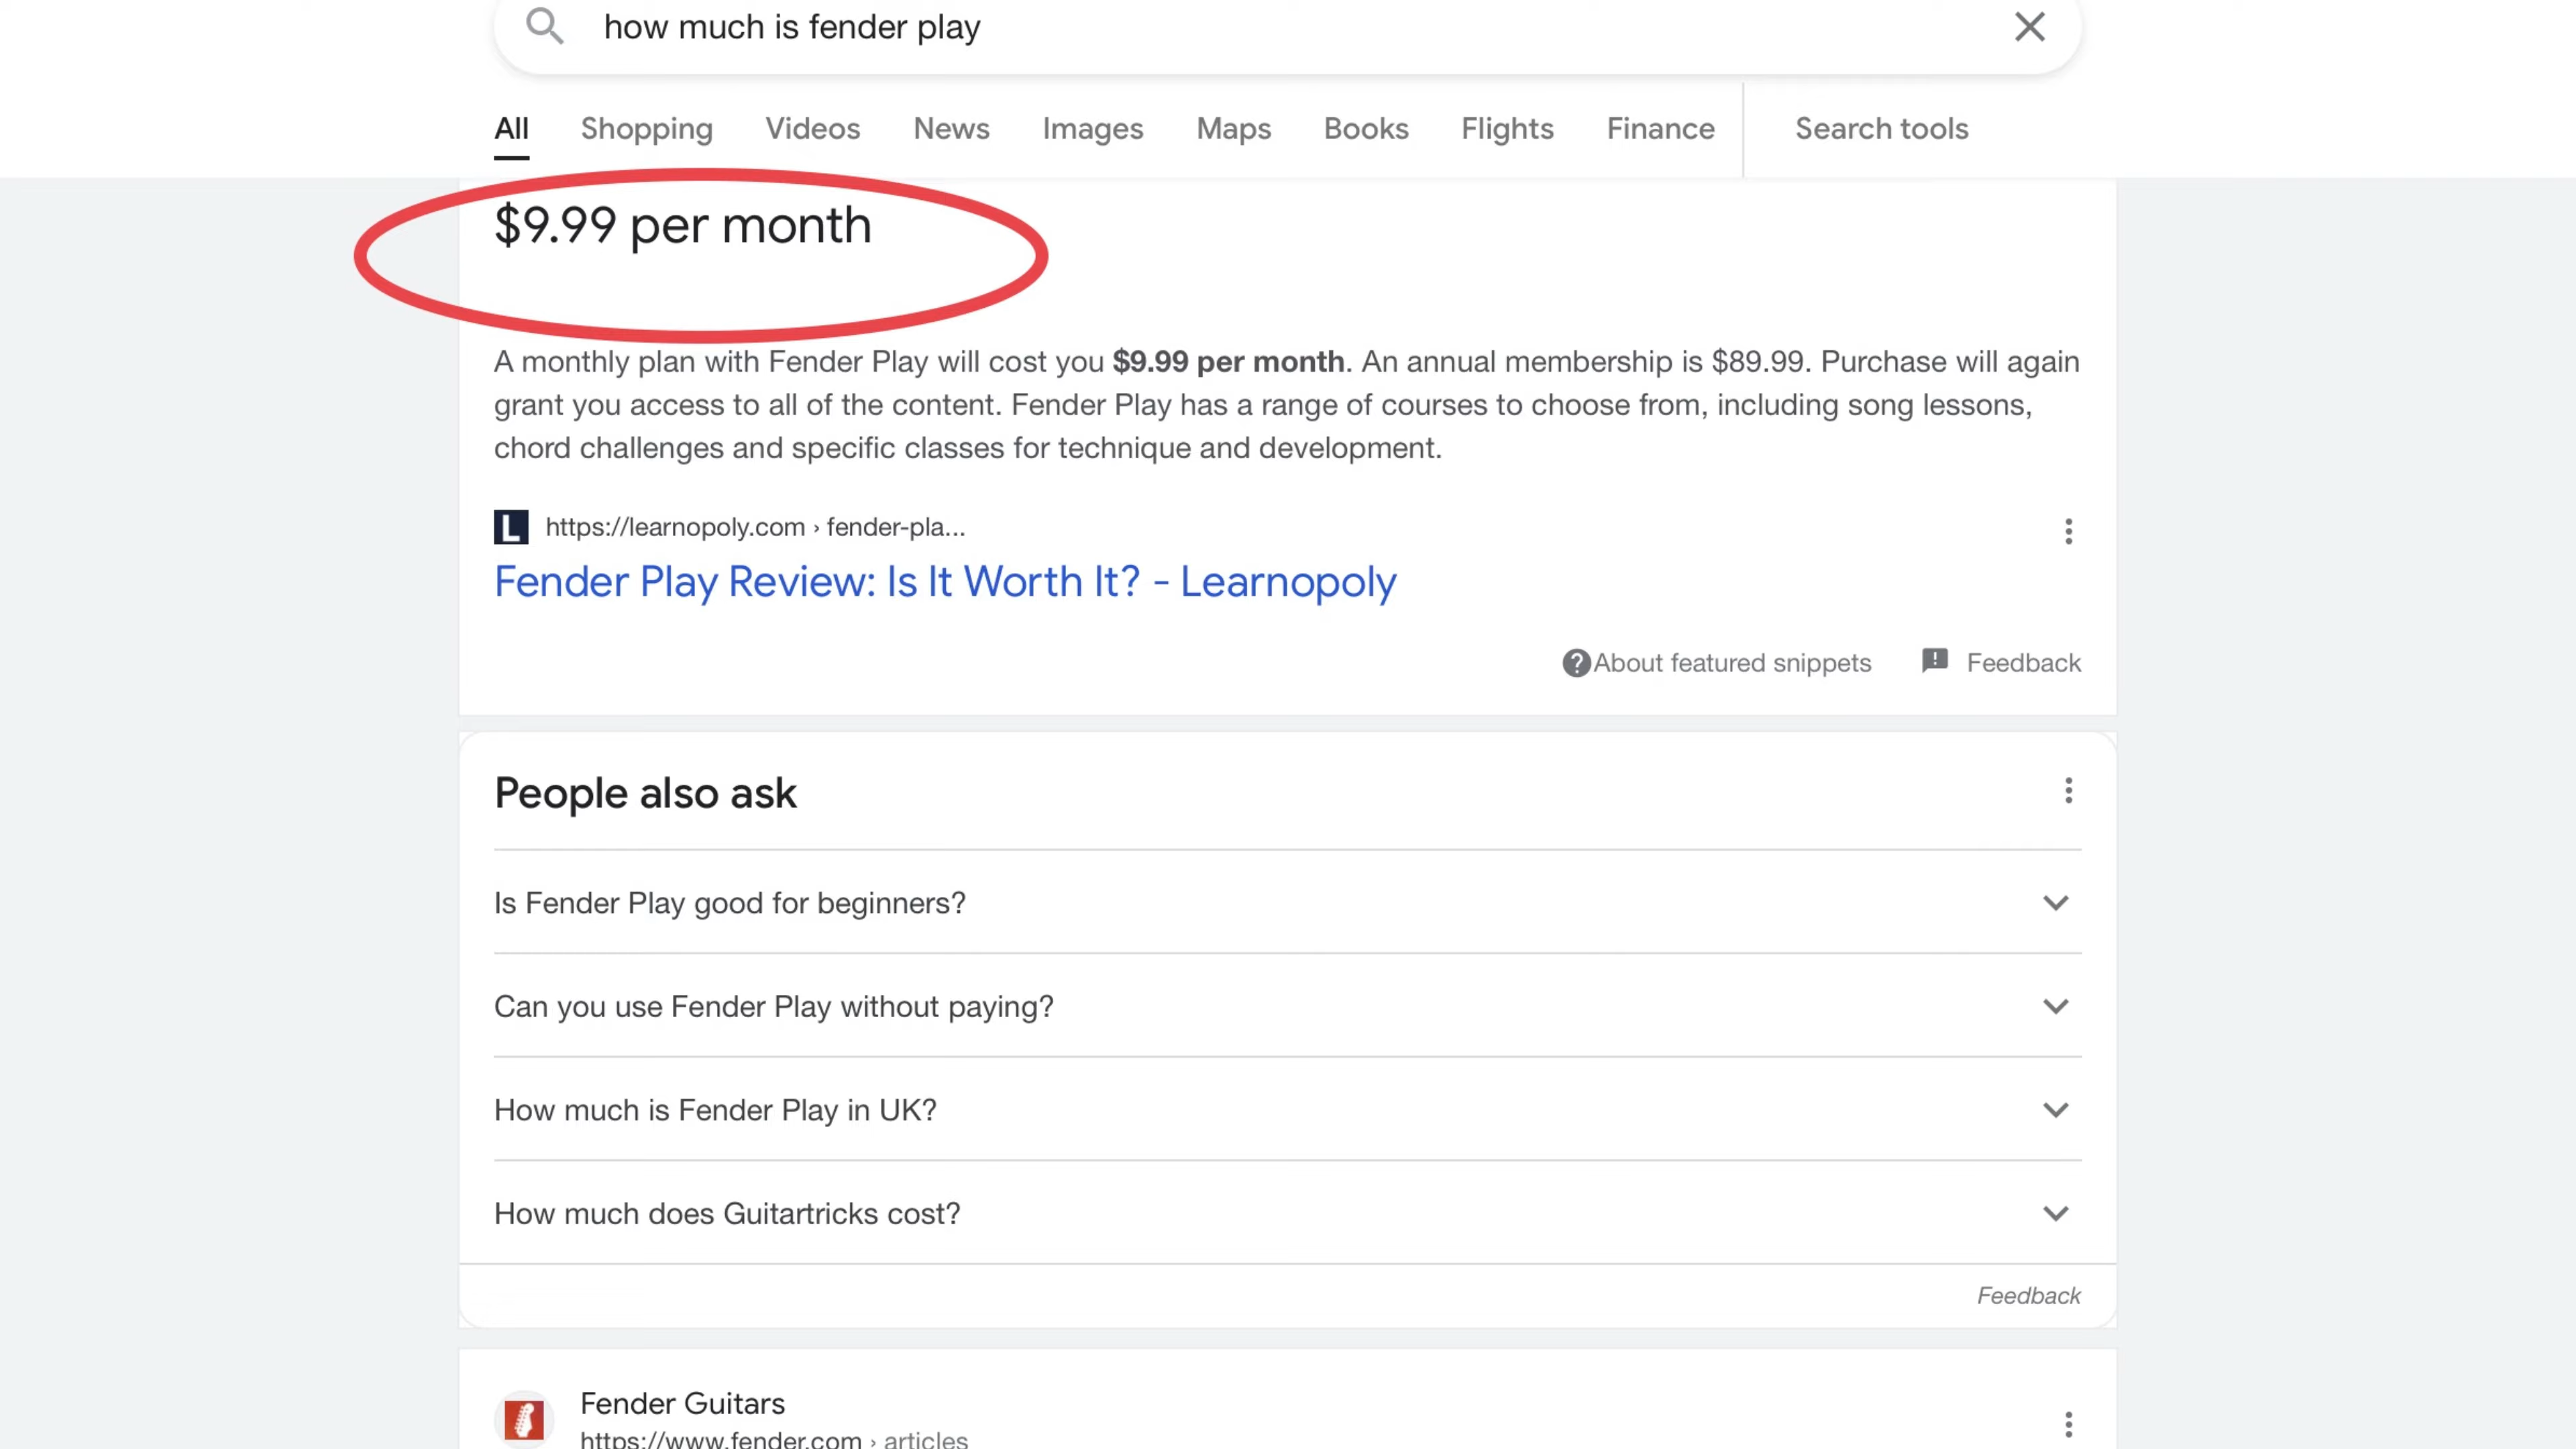 how much is fender play
All Shopping Videos News Images Maps Books Flights Finance Search tools
$9.99 per month
A monthly plan with Fender Play will cost you $9.99 per month. An annual membership is $89.99. Purchase will again
grant you access to all of the content. Fender Play has a range of courses to choose from, including song lessons,
chord challenges and specific classes for technique and development.
L https://learnopoly.com › fender-pla...
Fender Play Review: Is It Worth It? - Learnopoly
About featured snippets Feedback
People also ask
Is Fender Play good for beginners?
Can you use Fender Play without paying?
How much is Fender Play in UK?
How much does Guitartricks cost?
Feedback
Fender Guitars
https://www.fender.com › articles